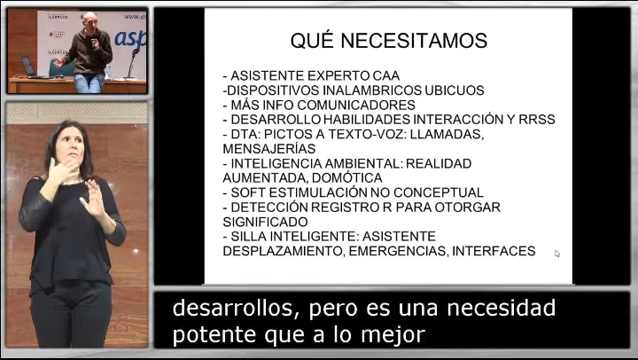 www.a
asp
QUÉ NECESITAMOS
- ASISTENTE EXPERTO CAA
-DISPOSITIVOS INALAMBRICOS UBICUOS
- MÁS INFO COMUNICADORES
- DESARROLLO HABILIDADES INTERACCIÓN Y RRSS
- DTA: PICTOS A TEXTO-VOZ: LLAMADAS,
MENSAJERÍAS
- INTELIGENCIA AMBIENTAL: REALIDAD
AUMENTADA, DOMÓTICA
- SOFT ESTIMULACIÓN NO CONCEPTUAL
- DETECCIÓN REGISTRO R PARA OTORGAR
SIGNIFICADO
- SILLA INTELIGENTE: ASISTENTE
DESPLAZAMIENTO, EMERGENCIAS, INTERFACES
desarrollos, pero es una necesidad
potente que a lo mejor